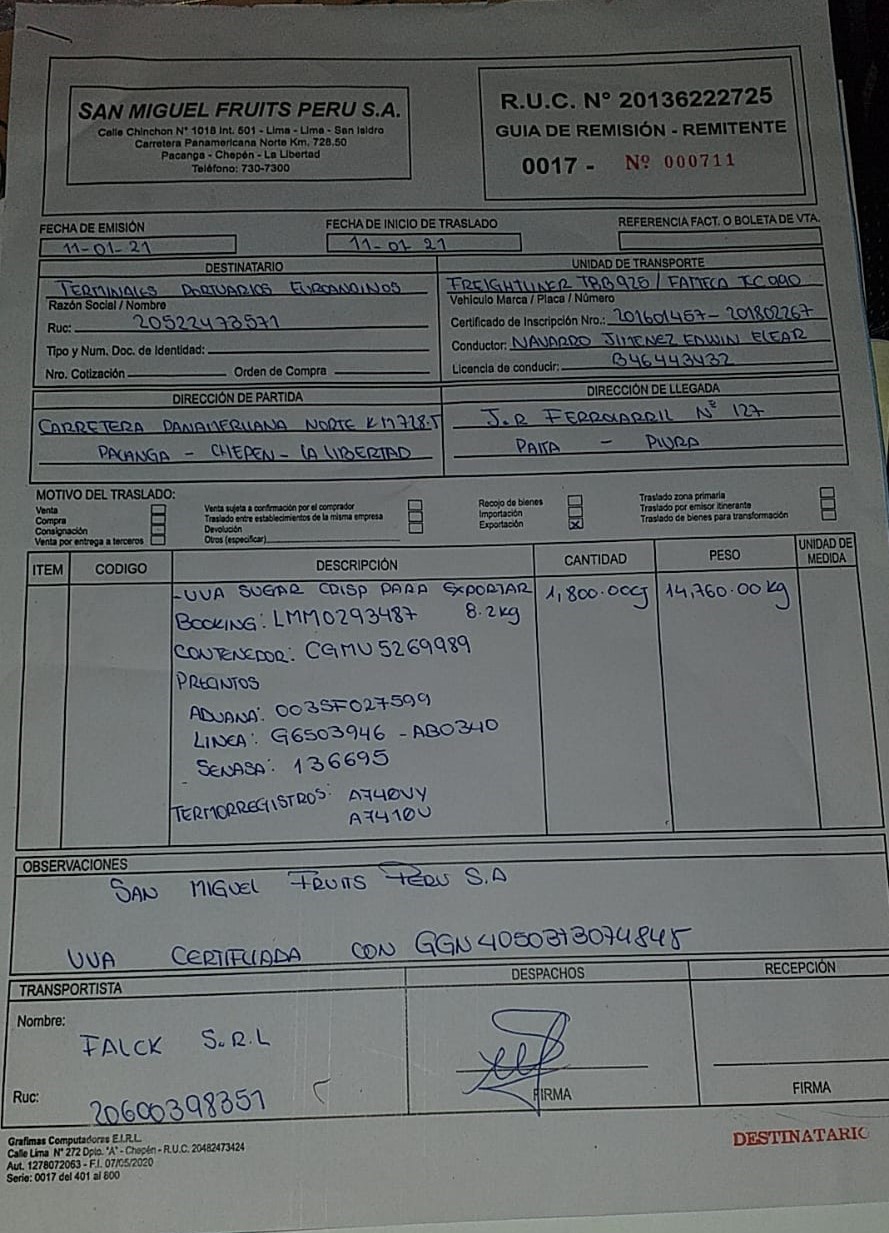 SAN MIGUEL FRUITS PERU S.A.
Calle Chinchon N° 1018 Int. 501 - Lima - Lima - San Isidro
Carretera Panamericana Norte Km. 728.50
Pacanga - Chepén - La Libertad
Teléfono: 730-7300
R.U.C. N° 20136222725
GUIA DE REMISIÓN - REMITENTE
0017 - Nº 000711
FECHA DE EMISIÓN
11-01-21
FECHA DE INICIO DE TRASLADO
11-01-21
REFERENCIA FACT. O BOLETA DE VTA.
DESTINATARIO
TERMINALES PORTUARIOS EUROANDINOS
Razón Social / Nombre
Ruc: 20522473571
Tipo y Num. Doc. de Identidad:
Nro. Cotización Orden de Compra
UNIDAD DE TRANSPORTE
FREIGHTLINER TBB926 / FAMECA TCO90
Vehículo Marca / Placa / Número
Certificado de Inscripción Nro.: 201601457 - 201802267
Conductor: NAVARRO JIMENEZ EDWIN ELEAR
Licencia de conducir: B46443432
DIRECCIÓN DE PARTIDA
CARRETERA PANAMERICANA NORTE KM728.5
PACANGA - CHEPEN - LA LIBERTAD
DIRECCIÓN DE LLEGADA
J.R FERROCARRIL Nº 127
PAITA - PIURA
MOTIVO DEL TRASLADO:
Venta
Compra
Consignación
Venta por entrega a terceros
Venta sujeta a confirmación por el comprador
Traslado entre establecimientos de la misma empresa
Devolución
Otros (especificar)
Recojo de bienes
Importación
Exportación X
Traslado zona primaria
Traslado por emisor itinerante
Traslado de bienes para transformación
ITEM CODIGO DESCRIPCIÓN CANTIDAD PESO UNIDAD DE MEDIDA
-UVA SUGAR CRISP PARA EXPORTAR 1,800.00CJ 14,760.00 kg
BOOKING: LMM0293487 8.2kg
CONTENEDOR: CGMU5269989
PRECINTOS
ADUANA: 003SF027599
LINEA: G6503946 - AB0340
SENASA: 136695
TERMORREGISTROS: A740VY
A7410U
OBSERVACIONES
SAN MIGUEL FRUITS PERU S.A
UVA CERTIFICADA CON GGN 4050373074845
TRANSPORTISTA
Nombre:
FALCK S.R.L
Ruc: 20600398351
DESPACHOS
FIRMA
RECEPCIÓN
FIRMA
Grafimas Computadoras E.I.R.L.
Calle Lima N° 272 Dpto. "A" - Chepén - R.U.C. 20482473424
Aut. 1278072063 - F.I. 07/05/2020
Serie: 0017 del 401 al 800
DESTINATARIO